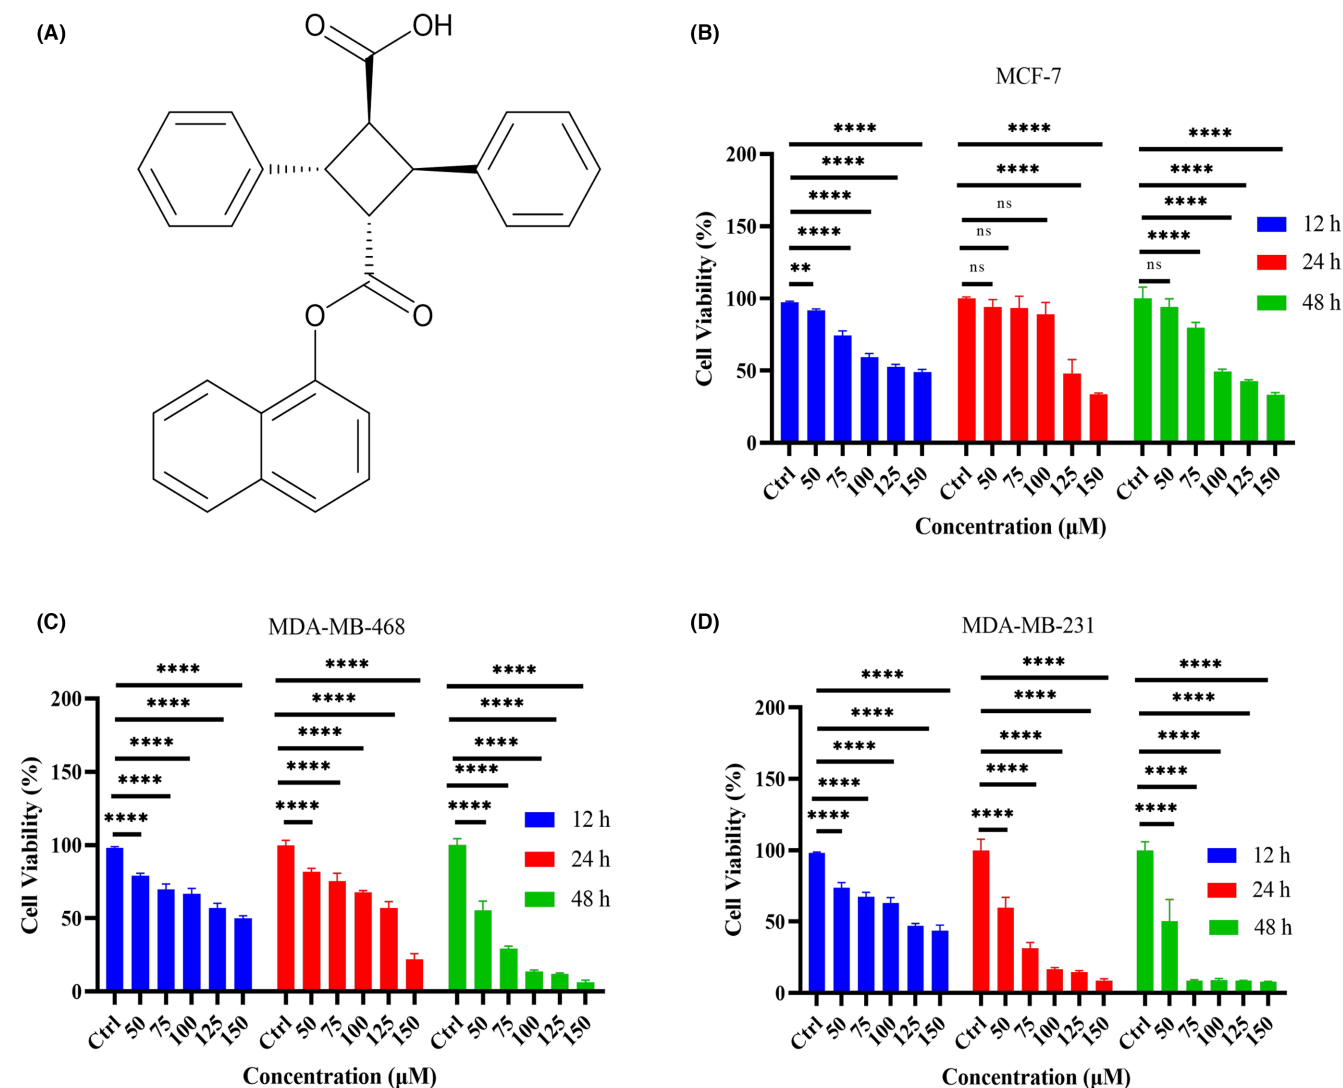 (A)
O
OH
O
O
(B)
MCF-7
**** **** ****
**** **** ****
**** ns ****
**** ns ****
** ns ns
200
150
100
50
0
Cell Viability (%)
12 h
24 h
48 h
Ctrl 50 75 100 125 150 Ctrl 50 75 100 125 150 Ctrl 50 75 100 125 150
Concentration (μM)
(C)
MDA-MB-468
**** **** ****
**** **** ****
**** **** ****
**** **** ****
**** **** ****
200
150
100
50
0
Cell Viability (%)
12 h
24 h
48 h
Ctrl 50 75 100 125 150 Ctrl 50 75 100 125 150 Ctrl 50 75 100 125 150
Concentration (μM)
(D)
MDA-MB-231
**** **** ****
**** **** ****
**** **** ****
**** **** ****
**** **** ****
200
150
100
50
0
Cell Viability (%)
12 h
24 h
48 h
Ctrl 50 75 100 125 150 Ctrl 50 75 100 125 150 Ctrl 50 75 100 125 150
Concentration (μM)